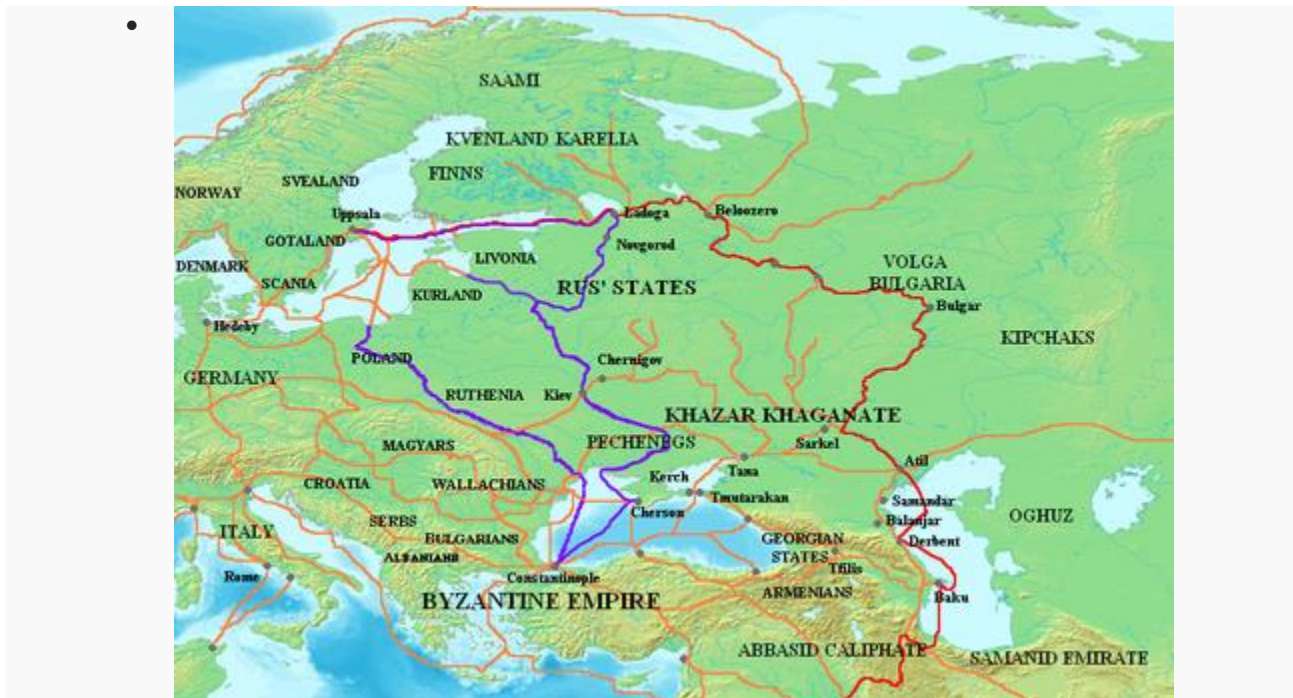 SAAMI
KVENLAND KARELIA
FINNS
SVEALAND
NORWAY
Uppsala
Ladoga
Beloozero
GOTALAND
Novgorod
LIVONIA
DENMARK
VOLGA
BULGARIA
SCANIA
KURLAND
RUS' STATES
Bulgar
Hedeby
KIPCHAKS
POLAND
Chernigov
GERMANY
RUTHENIA
Kiev
KHAZAR KHAGANATE
MAGYARS
PECHENEGS
Sarkel
Atil
Tana
Kerch
CROATIA
WALLACHIANS
Tmutarakan
Samandar
Cherson
OGHUZ
SERBS
Balanjar
ITALY
BULGARIANS
GEORGIAN
STATES
Derbent
ALBANIANS
Tfilis
Rome
Constantinople
ARMENIANS
Baku
BYZANTINE EMPIRE
ABBASID CALIPHATE
SAMANID EMIRATE